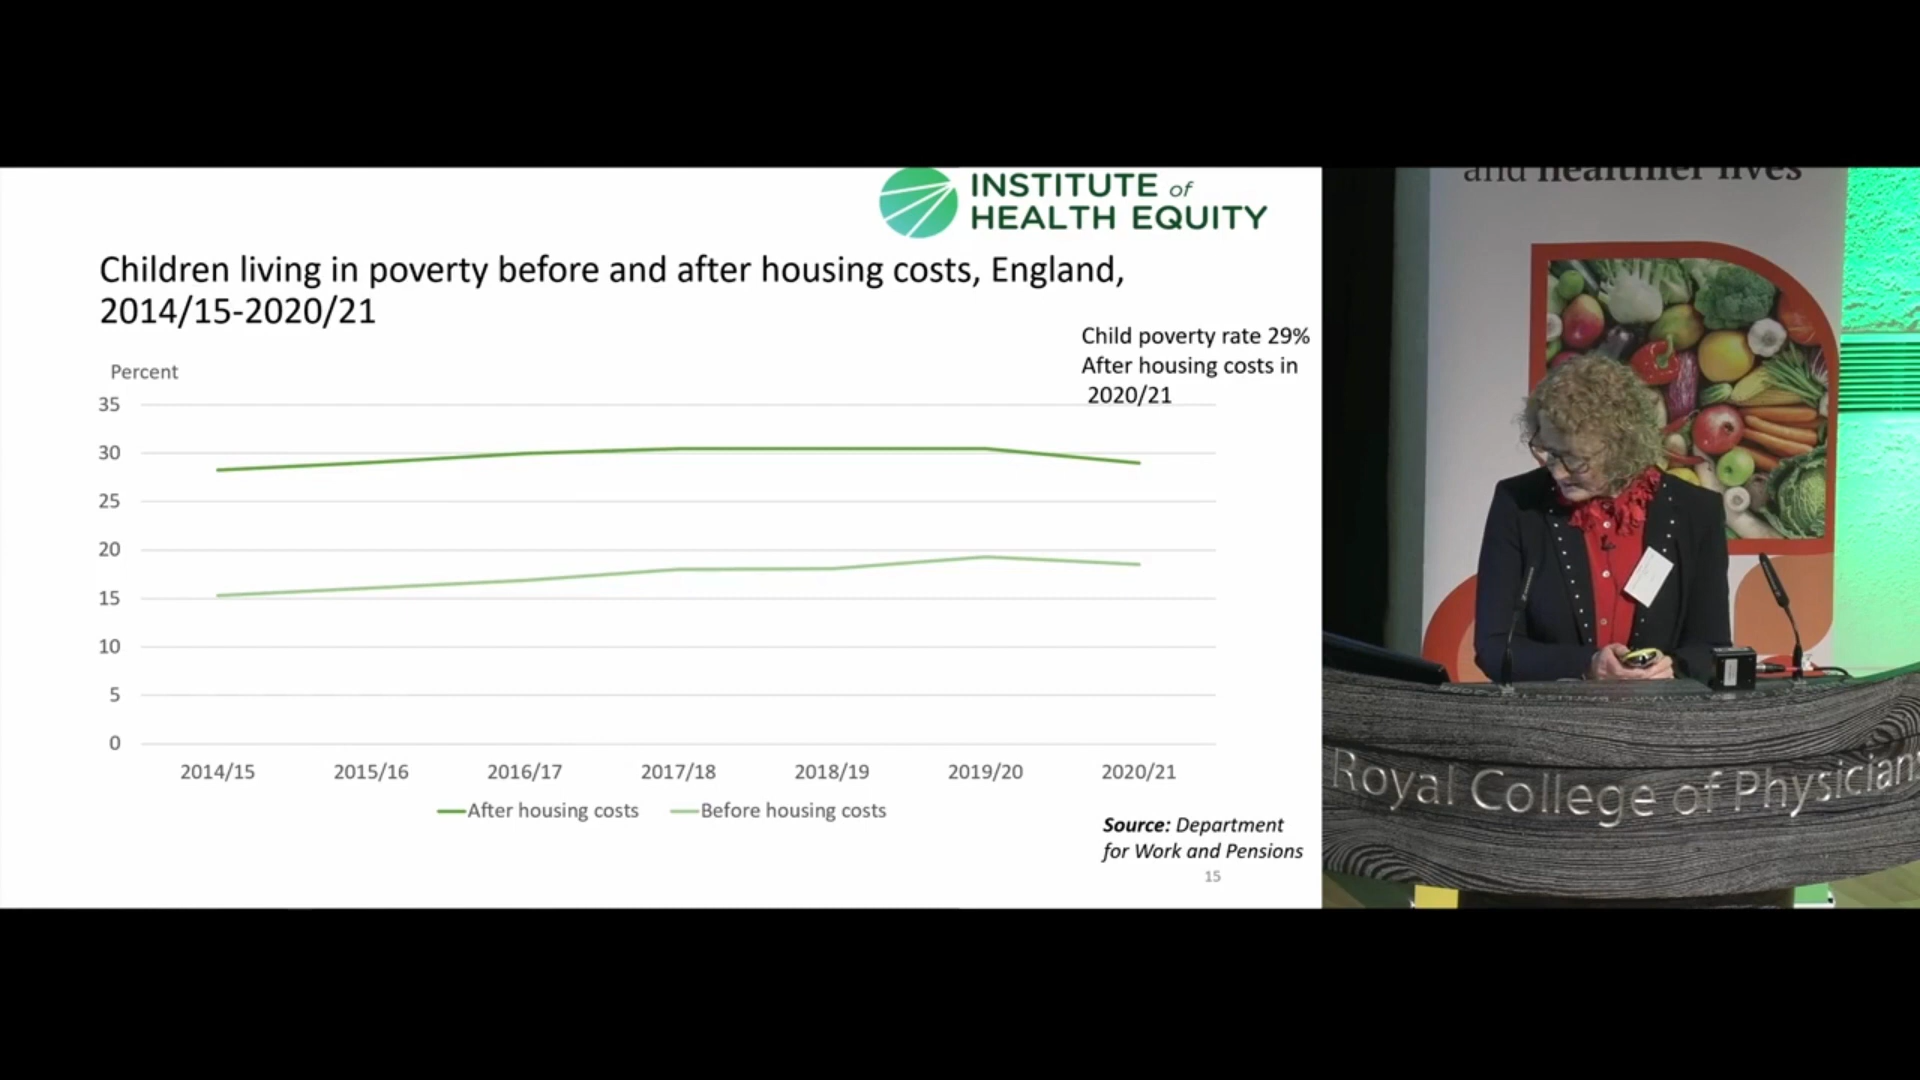 INSTITUTE of
HEALTH EQUITY
Children living in poverty before and after housing costs, England,
2014/15-2020/21
Child poverty rate 29%
After housing costs in
2020/21
Percent
35
30
25
20
15
10
5
0
2014/15 2015/16 2016/17 2017/18 2018/19 2019/20 2020/21
After housing costs Before housing costs
Source: Department
for Work and Pensions
15
and healthier lives
Royal College of Physician